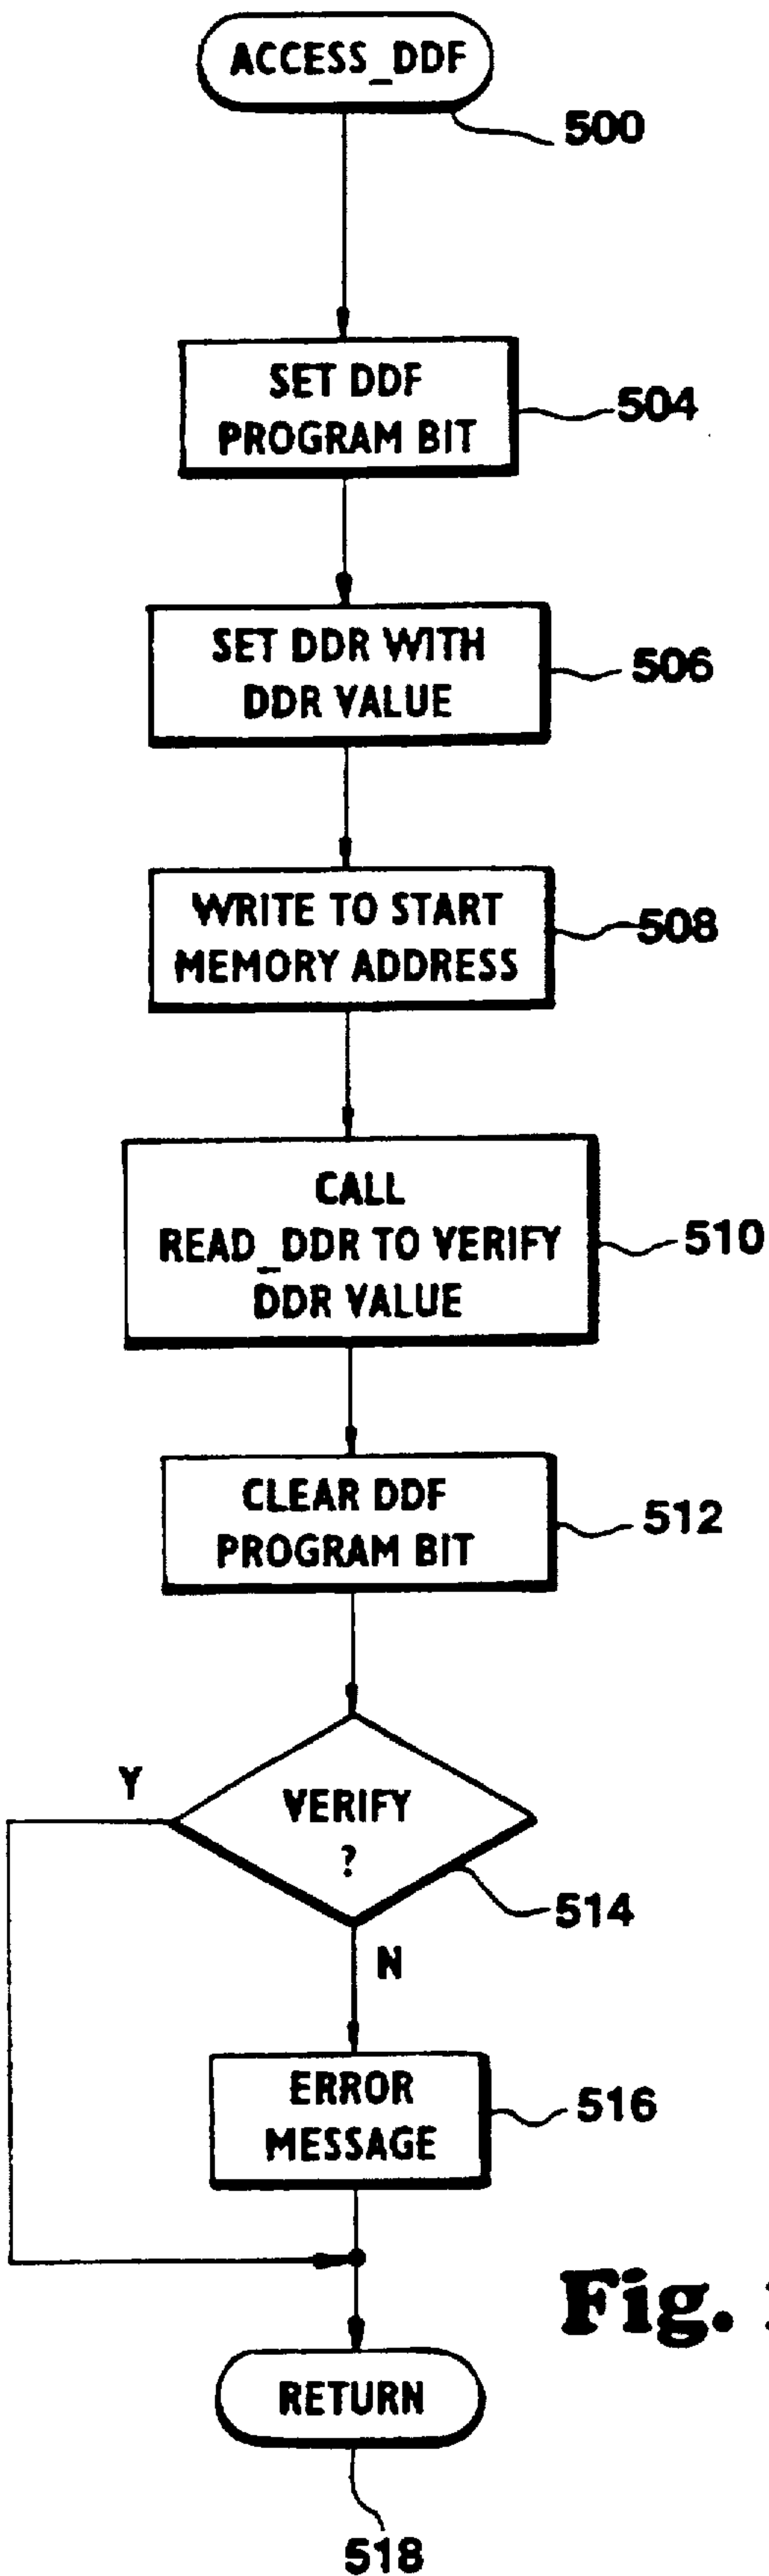 ACCESS_DDF
500
SET DDF
PROGRAM BIT
504
SET DDR WITH
DDR VALUE
506
WRITE TO START
MEMORY ADDRESS
508
CALL
READ_DDR TO VERIFY
DDR VALUE
510
CLEAR DDF
PROGRAM BIT
512
Y
VERIFY
?
514
N
ERROR
MESSAGE
516
Fig.
RETURN
518